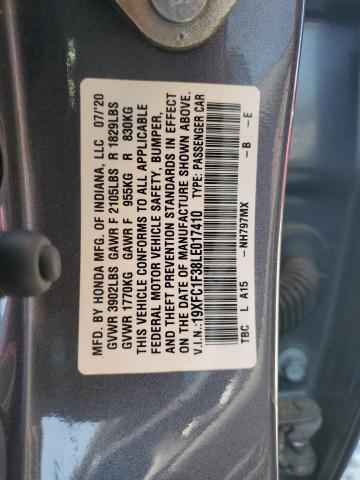 MFD. BY HONDA MFG. OF INDIANA, LLC 07/'20
GVWR 3902LBS GAWR F 2105LBS R 1829LBS
GVWR 1770KG GAWR F 955KG R 830KG
THIS VEHICLE CONFORMS TO ALL APPLICABLE
FEDERAL MOTOR VEHICLE SAFETY, BUMPER,
AND THEFT PREVENTION STANDARDS IN EFFECT
ON THE DATE OF MANUFACTURE SHOWN ABOVE.
V.I.N.:19XFC1F38LE017410 TYPE: PASSENGER CAR
TBC L A15 -NH797MX -B -E